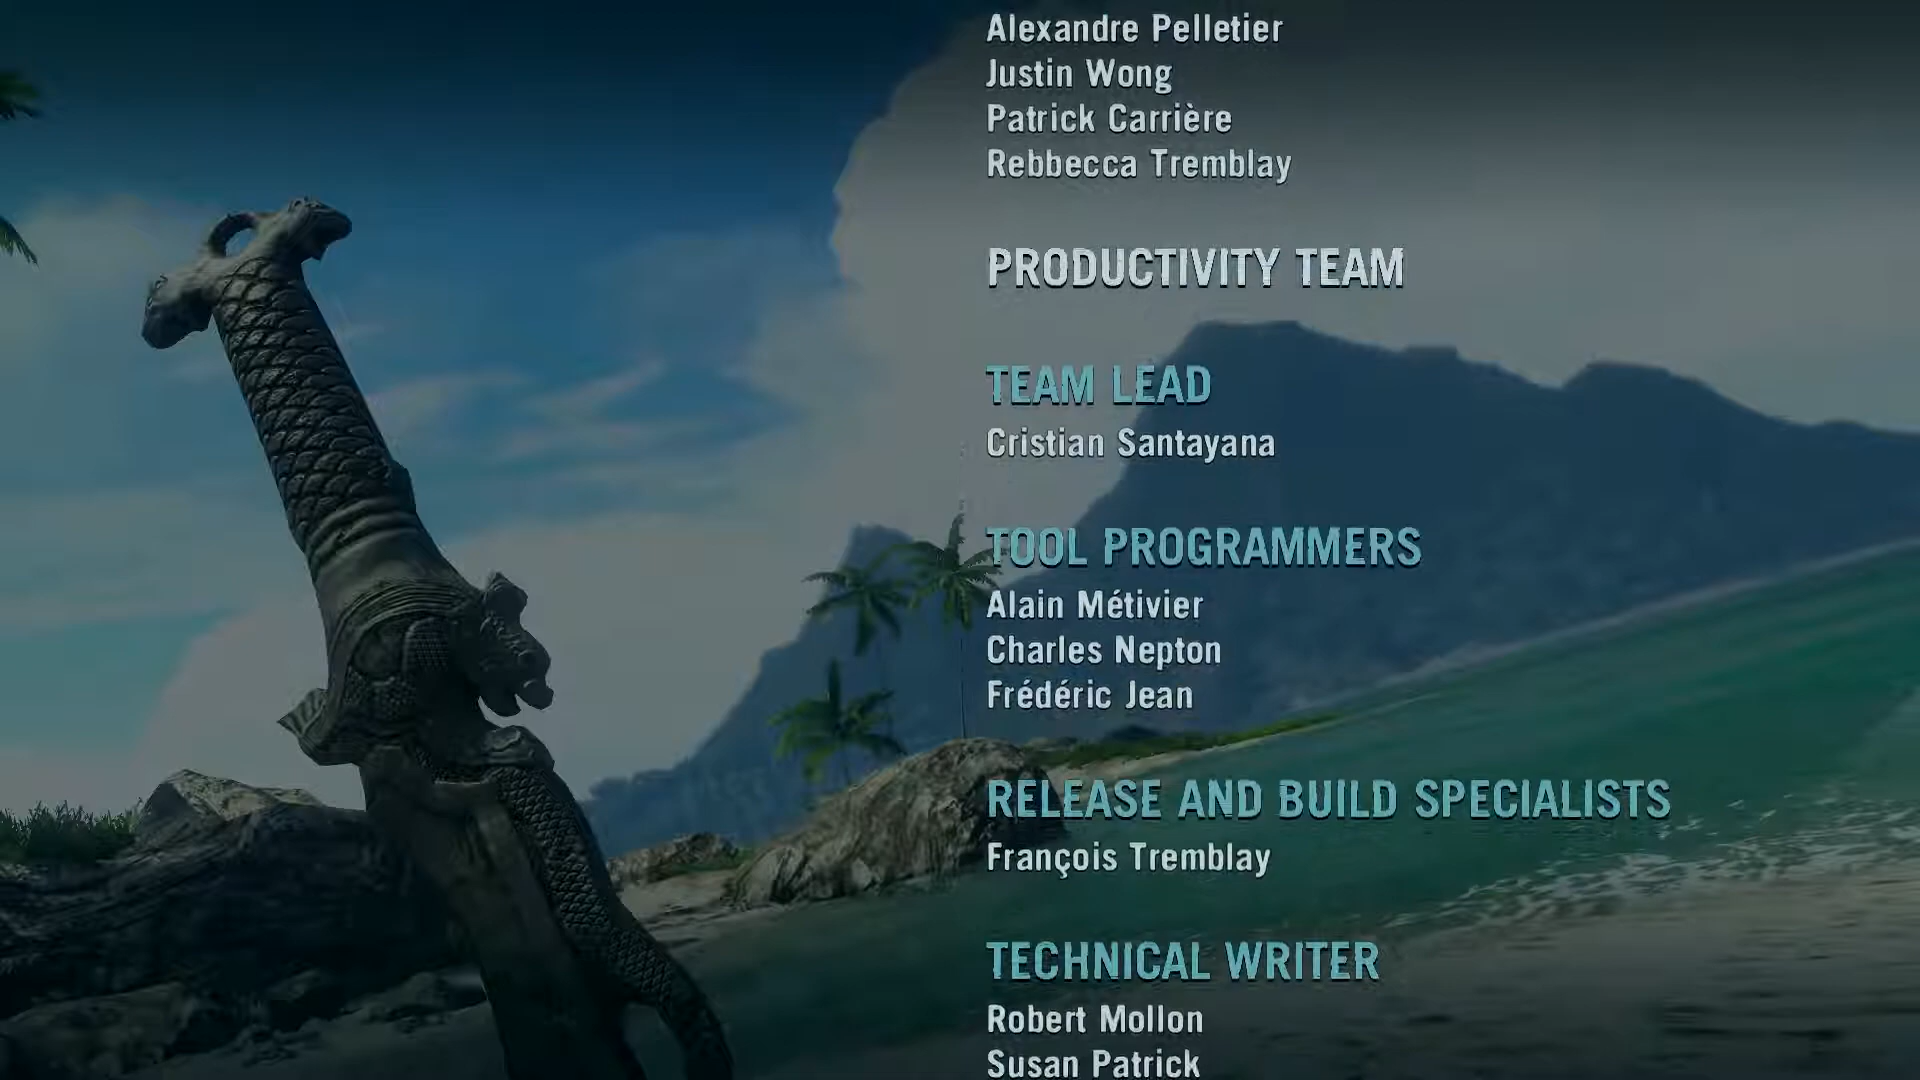 Alexandre Pelletier
Justin Wong
Patrick Carrière
Rebbecca Tremblay
PRODUCTIVITY TEAM
TEAM LEAD
Cristian Santayana
TOOL PROGRAMMERS
Alain Métivier
Charles Nepton
Frédéric Jean
RELEASE AND BUILD SPECIALISTS
François Tremblay
TECHNICAL WRITER
Robert Mollon
Susan Patrick